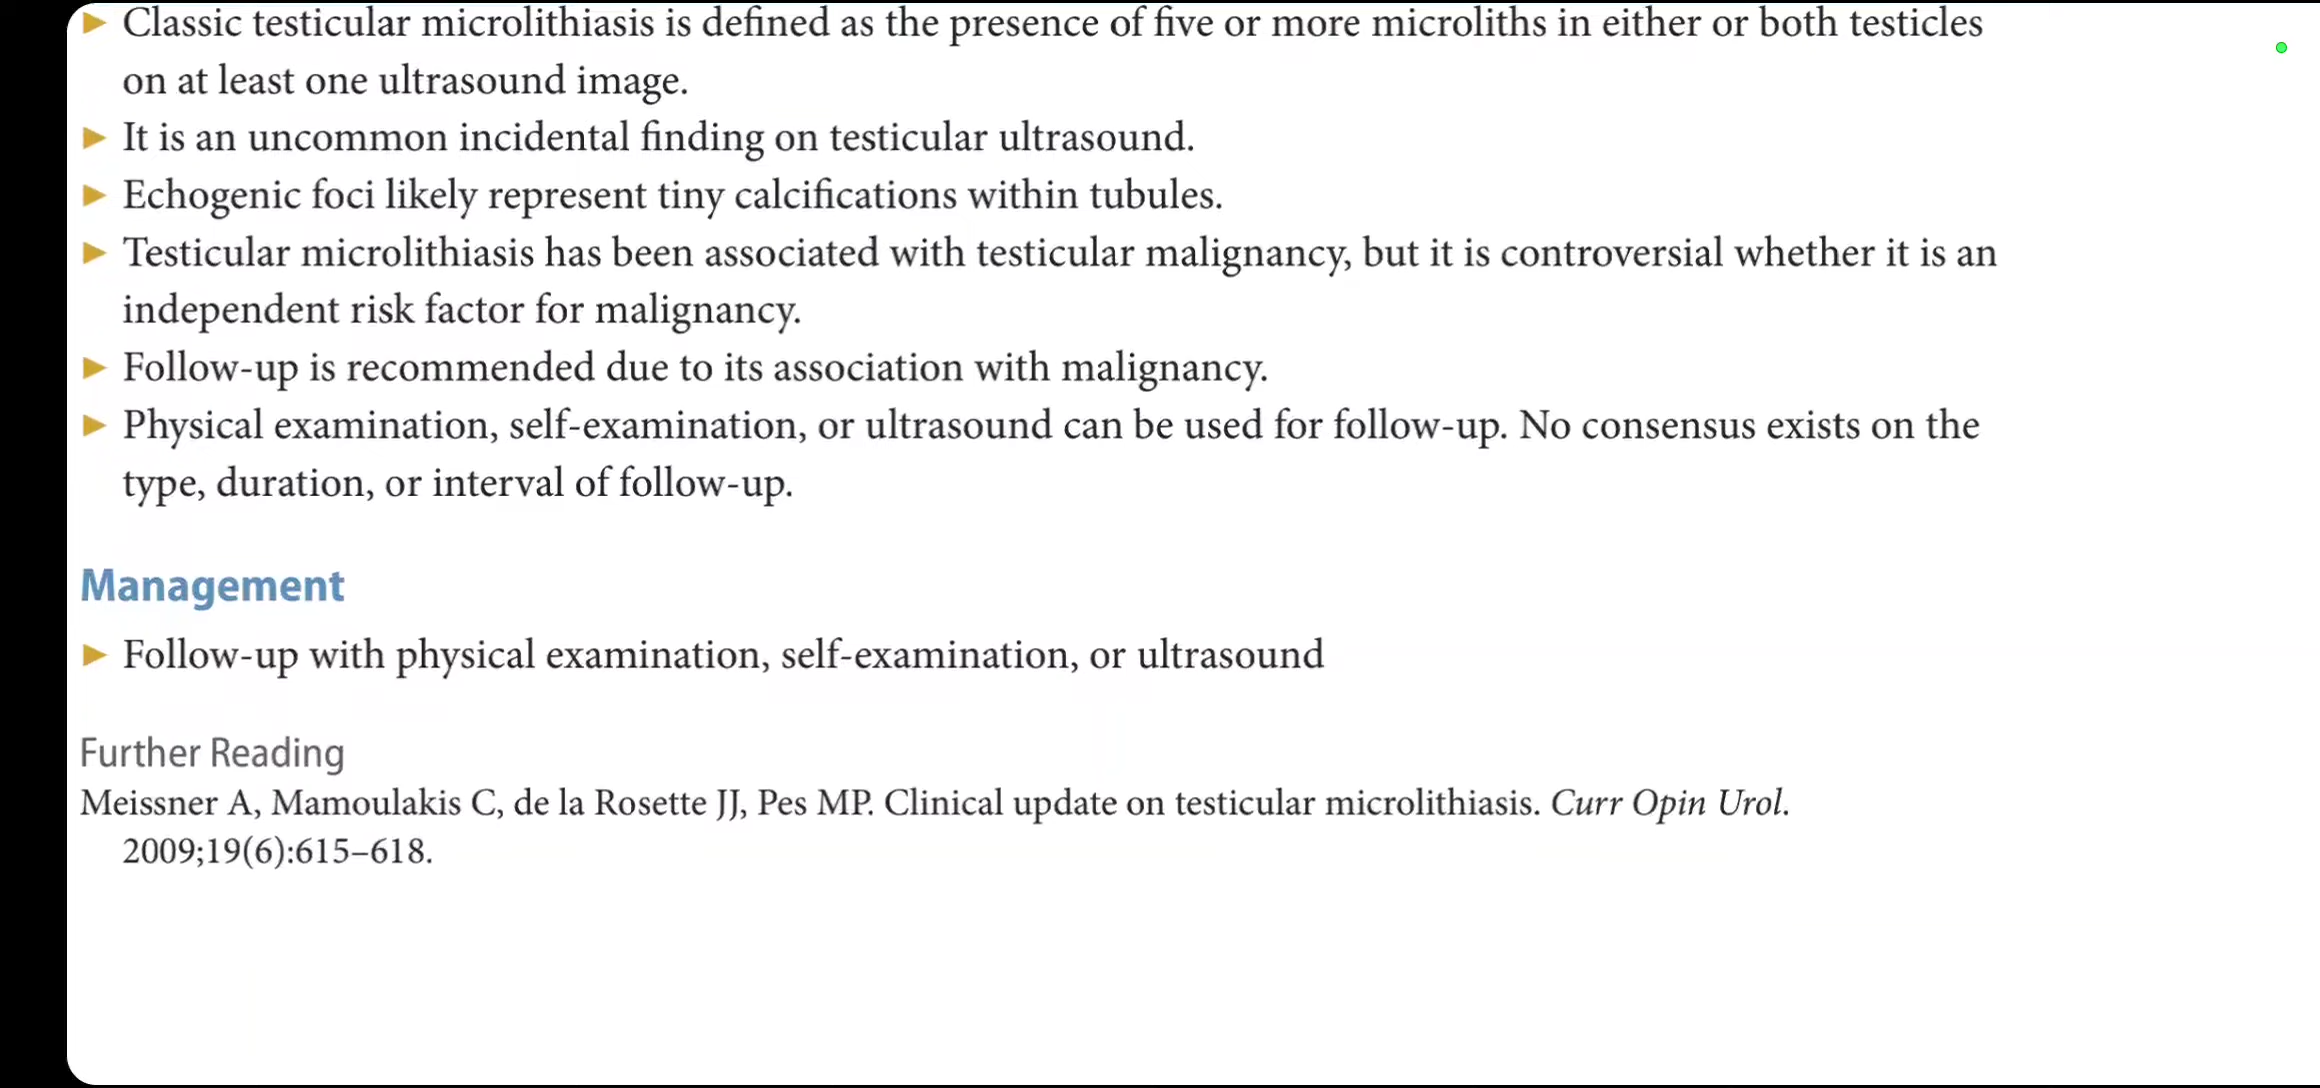 ► Classic testicular microlithiasis is defined as the presence of five or more microliths in either or both testicles
on at least one ultrasound image.
► It is an uncommon incidental finding on testicular ultrasound.
► Echogenic foci likely represent tiny calcifications within tubules.
► Testicular microlithiasis has been associated with testicular malignancy, but it is controversial whether it is an
independent risk factor for malignancy.
► Follow-up is recommended due to its association with malignancy.
► Physical examination, self-examination, or ultrasound can be used for follow-up. No consensus exists on the
type, duration, or interval of follow-up.
Management
► Follow-up with physical examination, self-examination, or ultrasound
Further Reading
Meissner A, Mamoulakis C, de la Rosette JJ, Pes MP. Clinical update on testicular microlithiasis. Curr Opin Urol.
2009;19(6):615–618.